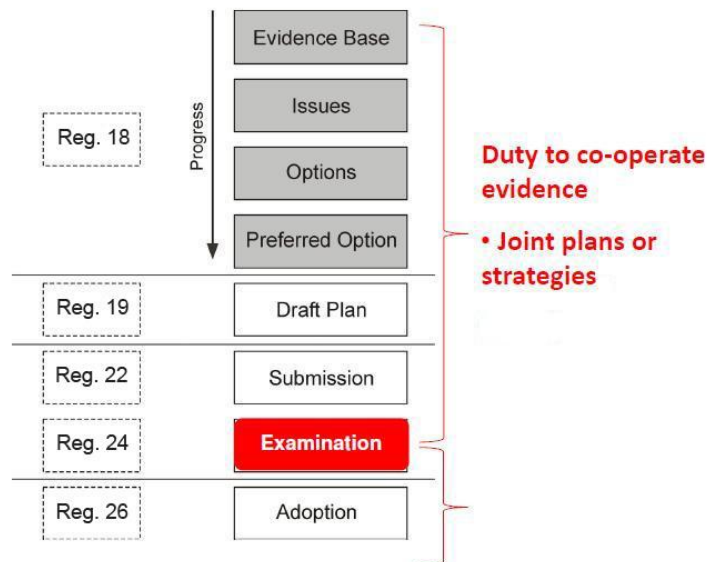 Evidence Base
Issues
Reg. 18
Progress
Options
Preferred Option
Duty to co-operate
evidence
• Joint plans or
strategies
Reg. 19
Draft Plan
Reg. 22
Submission
Reg. 24
Examination
Reg. 26
Adoption